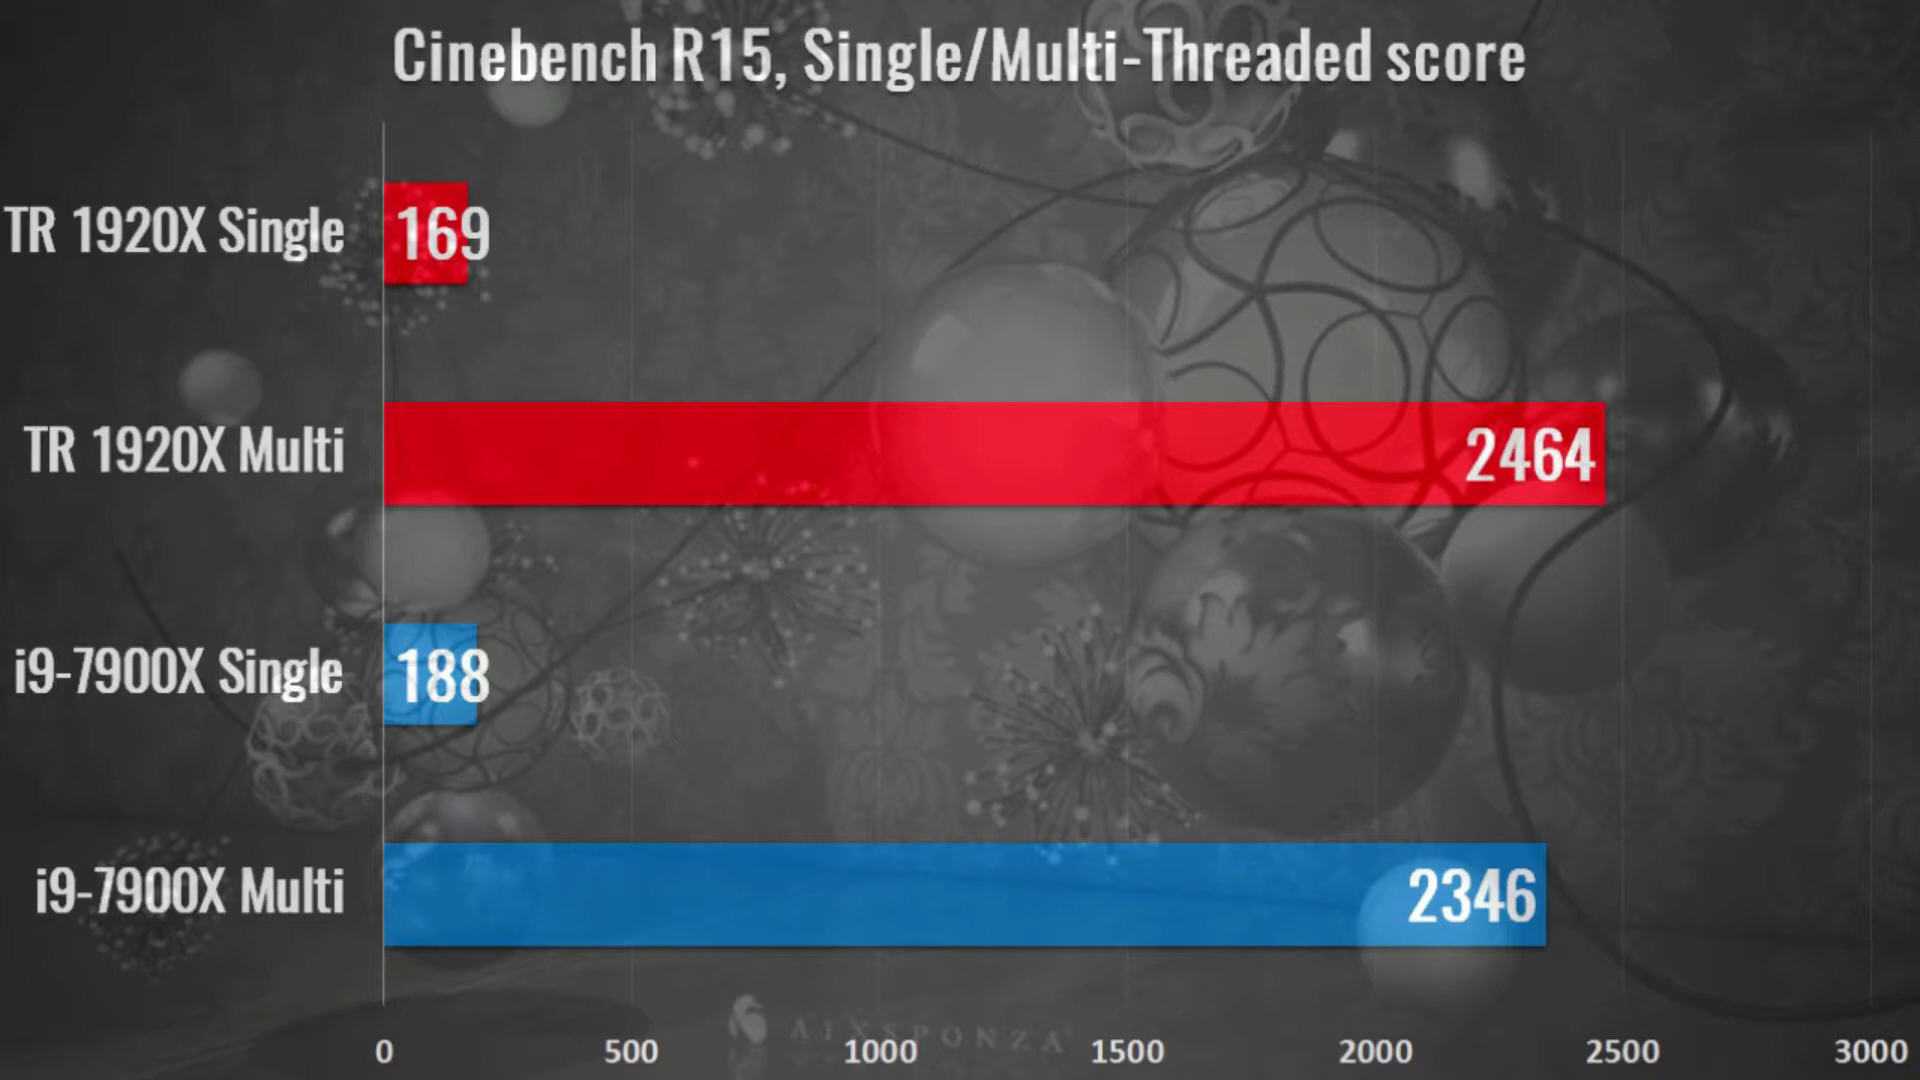 Cinebench R15, Single/Multi-Threaded score
TR 1920X Single 169
TR 1920X Multi 2464
i9-7900X Single 188
i9-7900X Multi 2346
AIXSPONZA
0 500 1000 1500 2000 2500 3000